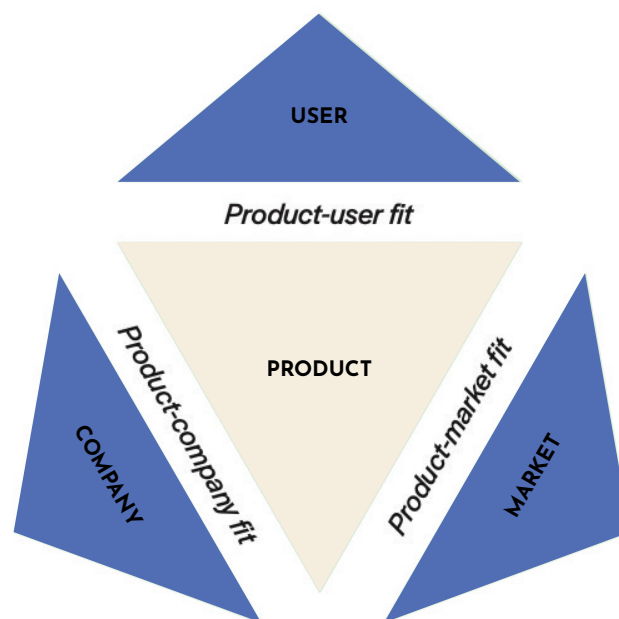 USER
Product-user fit
PRODUCT
Product-company fit
Product-market fit
COMPANY
MARKET